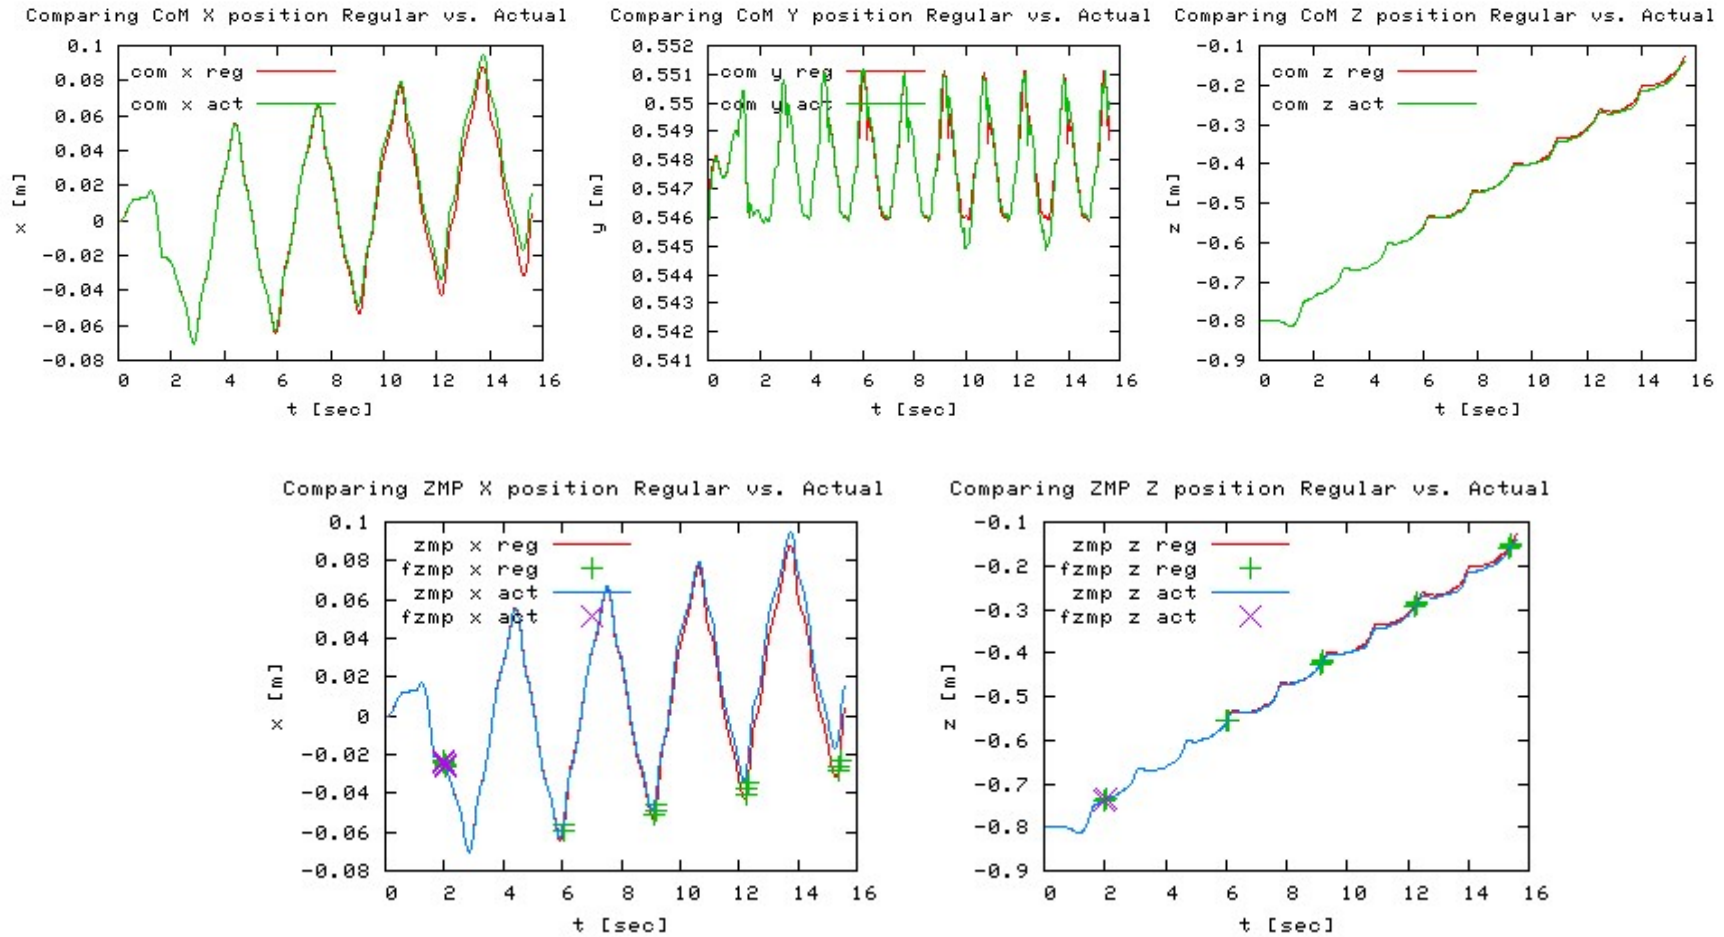 Comparing CoM X position Regular vs. Actual
0.1
0.08
0.06
0.04
0.02
0
-0.02
-0.04
-0.06
-0.08
com x reg
com x act
x [m]
0 2 4 6 8 10 12 14 16
t [sec]
Comparing CoM Y position Regular vs. Actual
0.552
0.551
0.55
0.549
0.548
0.547
0.546
0.545
0.544
0.543
0.542
0.541
com y reg
com y act
y [m]
0 2 4 6 8 10 12 14 16
t [sec]
Comparing CoM Z position Regular vs. Actual
-0.1
-0.2
-0.3
-0.4
-0.5
-0.6
-0.7
-0.8
-0.9
com z reg
com z act
z [m]
0 2 4 6 8 10 12 14 16
t [sec]
Comparing ZMP X position Regular vs. Actual
0.1
0.08
0.06
0.04
0.02
0
-0.02
-0.04
-0.06
-0.08
zmp x reg
fzmp x reg
zmp x act
fzmp x act
x [m]
0 2 4 6 8 10 12 14 16
t [sec]
Comparing ZMP Z position Regular vs. Actual
-0.1
-0.2
-0.3
-0.4
-0.5
-0.6
-0.7
-0.8
-0.9
zmp z reg
fzmp z reg
zmp z act
fzmp z act
z [m]
0 2 4 6 8 10 12 14 16
t [sec]